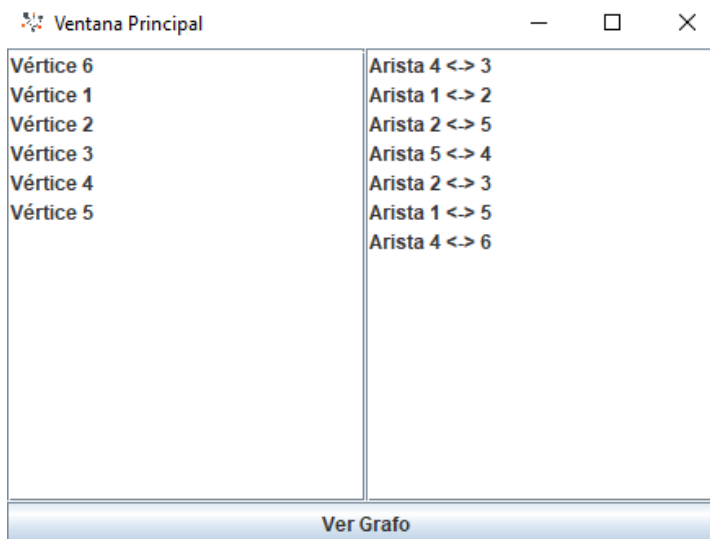 Ventana Principal
Vértice 6
Vértice 1
Vértice 2
Vértice 3
Vértice 4
Vértice 5
Arista 4 <-> 3
Arista 1 <-> 2
Arista 2 <-> 5
Arista 5 <-> 4
Arista 2 <-> 3
Arista 1 <-> 5
Arista 4 <-> 6
Ver Grafo